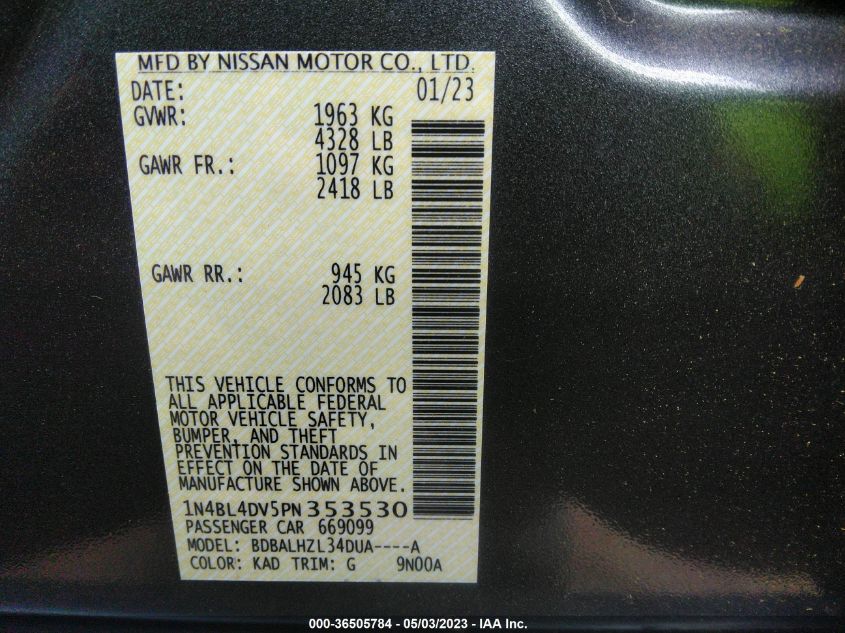 MFD BY NISSAN MOTOR CO., LTD.
DATE: 01/23
GVWR: 1963 KG
4328 LB
GAWR FR.: 1097 KG
2418 LB
GAWR RR.: 945 KG
2083 LB
THIS VEHICLE CONFORMS TO
ALL APPLICABLE FEDERAL
MOTOR VEHICLE SAFETY,
BUMPER, AND THEFT
PREVENTION STANDARDS IN
EFFECT ON THE DATE OF
MANUFACTURE SHOWN ABOVE.
1N4BL4DV5PN353530
PASSENGER CAR 669099
MODEL: BDBALHZL34DUA----A
COLOR: KAD TRIM: G 9N00A
000-36505784 - 05/03/2023 - IAA Inc.